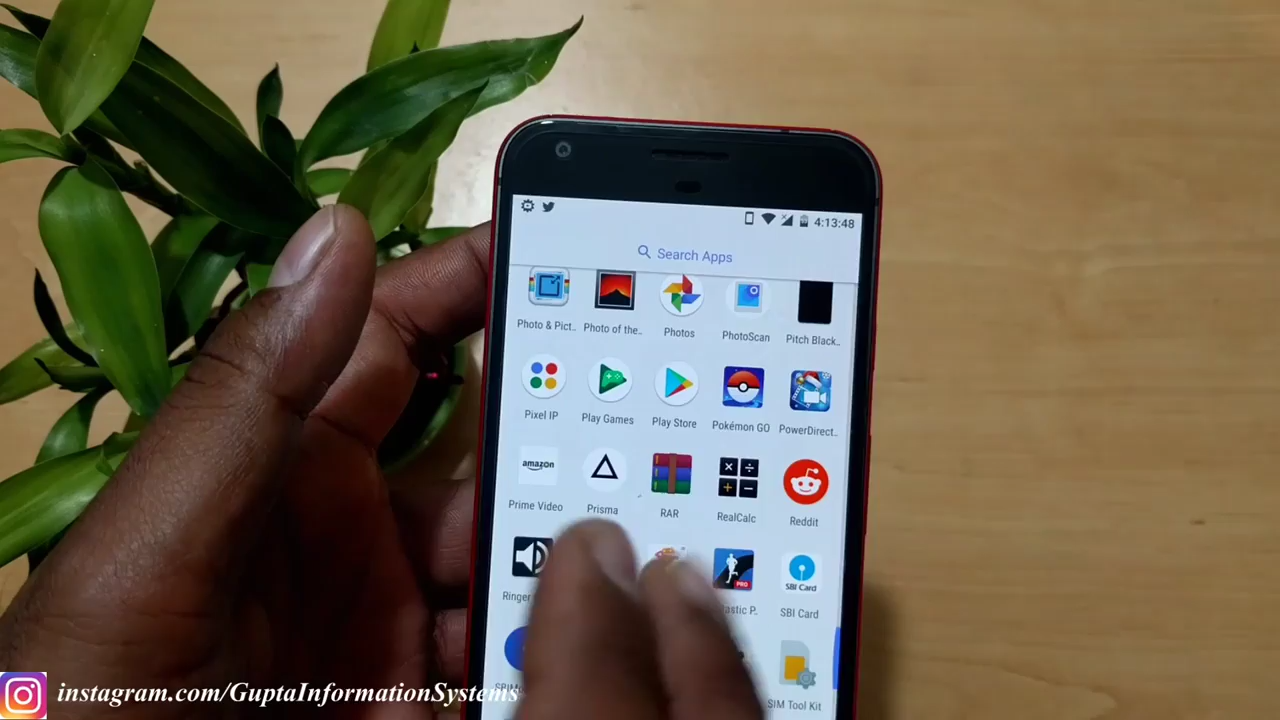 4:13:48
Search Apps
Photo & Pict..
Photo of the..
Photos
PhotoScan
Pitch Black..
Pixel IP
Play Games
Play Store
Pokémon GO
PowerDirect..
amazon
Prime Video
Prisma
RAR
RealCalc
Reddit
Ringer
PRO
astic P..
SBI Card
SBI Card
SIM Tool Kit
instagram.com/GuptaInformationSystems